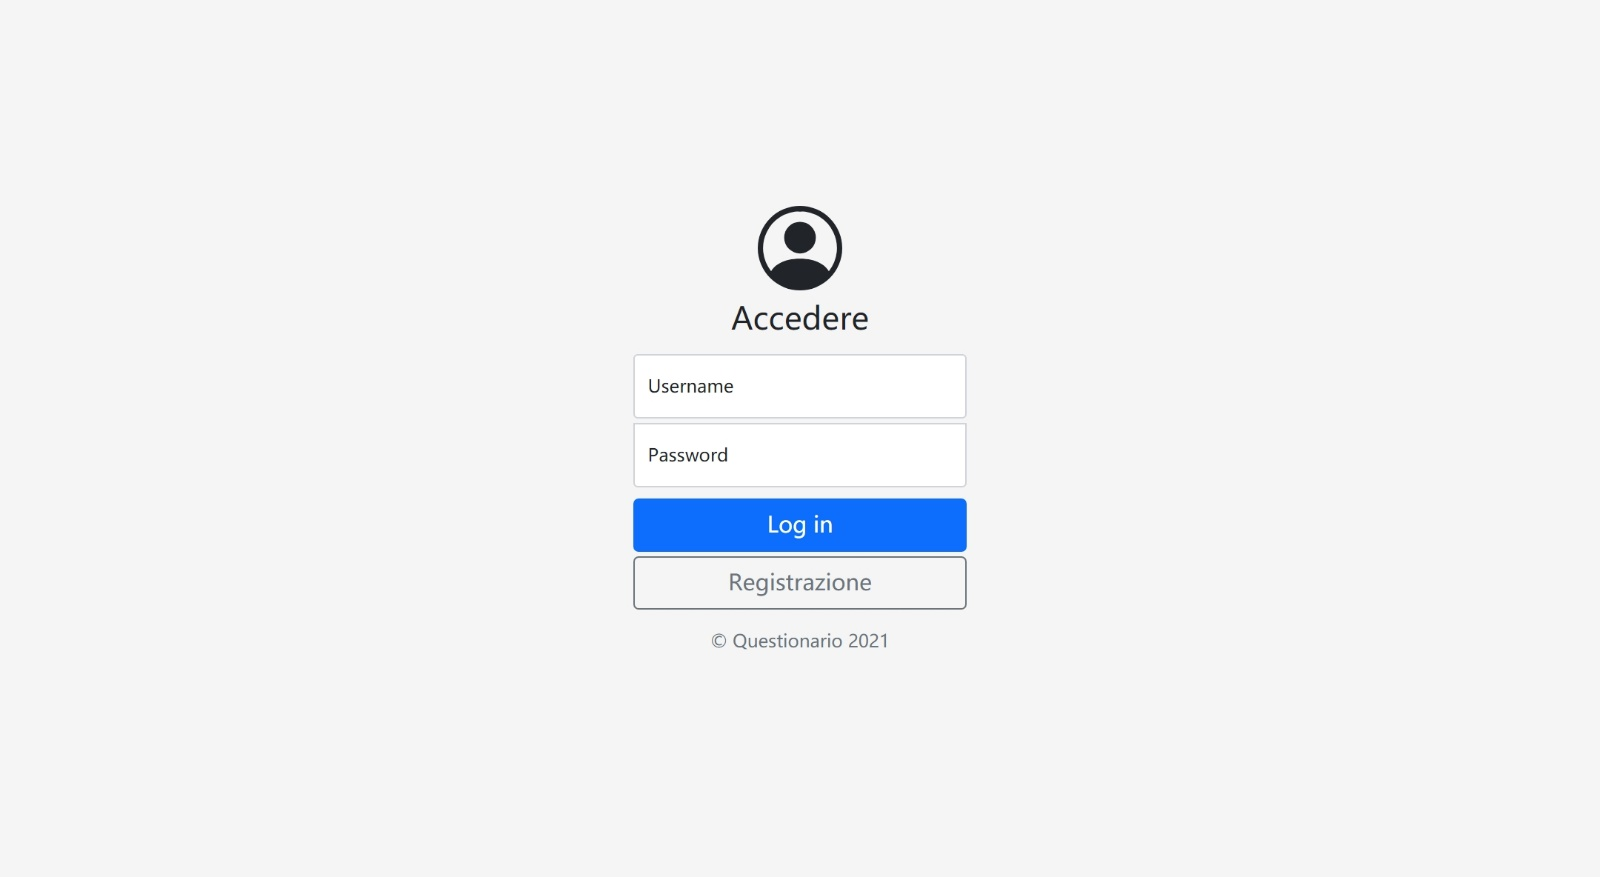 Accedere
Username
Password
Log in
Registrazione
© Questionario 2021